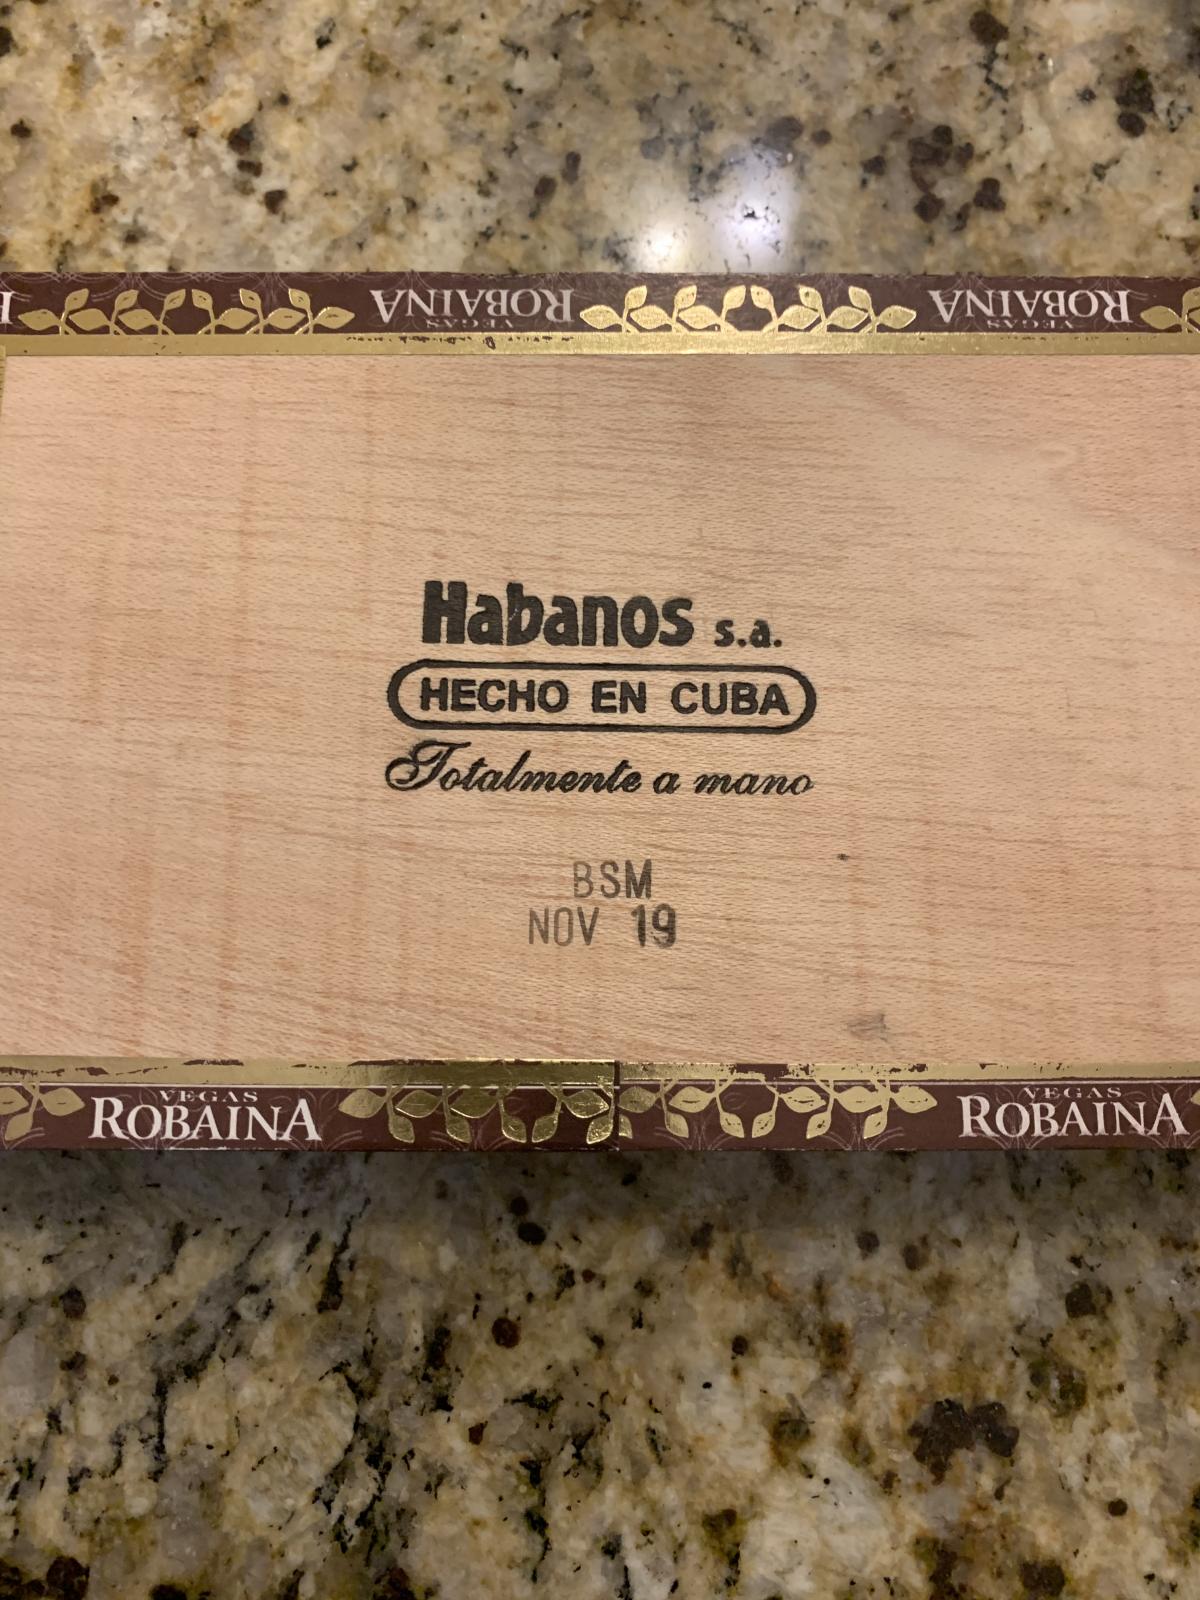 VEGAS
ROBAINA
VEGAS
ROBAINA
Habanos s.a.
HECHO EN CUBA
Totalmente a mano
BSM
NOV 19
VEGAS
ROBAINA
VEGAS
ROBAINA